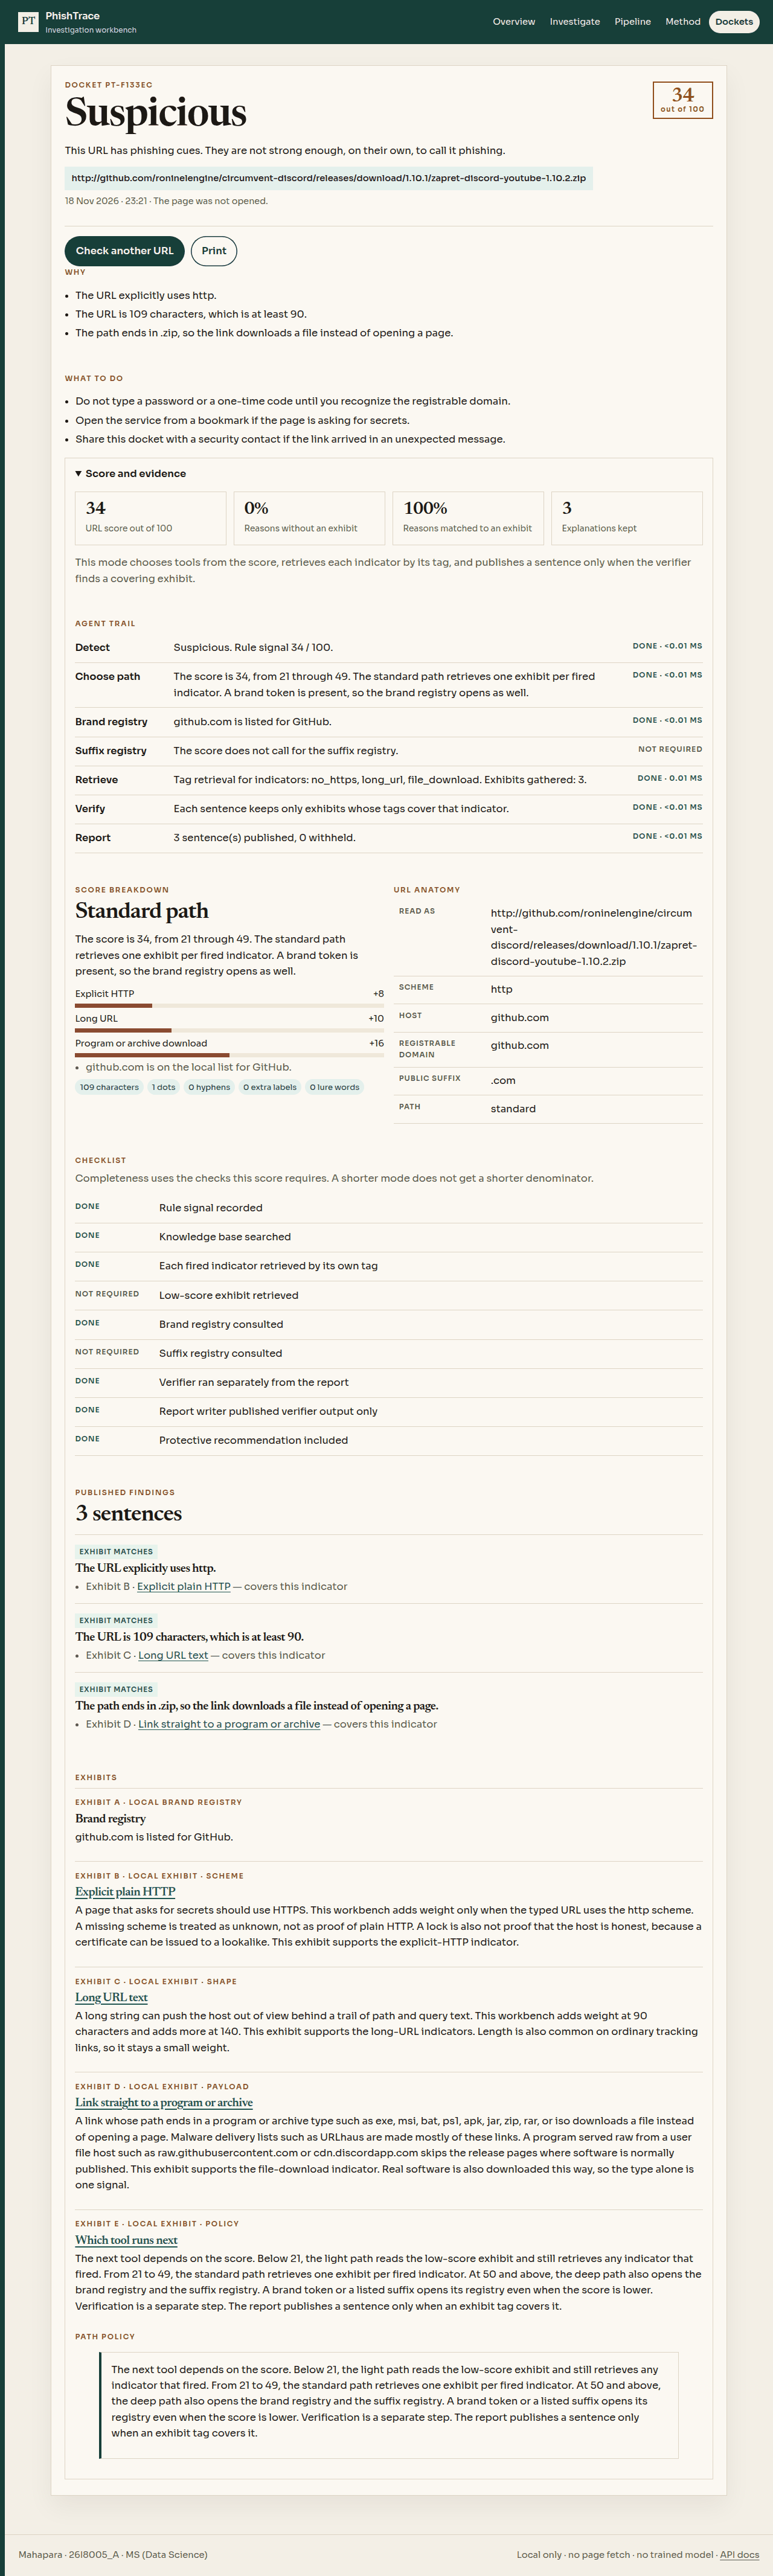 PT
PhishTrace
Investigation workbench
Overview
Investigate
Pipeline
Method
Dockets
DOCKET PT-F133EC
Suspicious
34
out of 100
This URL has phishing cues. They are not strong enough, on their own, to call it phishing.
http://github.com/roninelengine/circumvent-discord/releases/download/1.10.1/zapret-discord-youtube-1.10.2.zip
18 Nov 2026 · 23:21 · The page was not opened.
Check another URL
Print
WHY
• The URL explicitly uses http.
• The URL is 109 characters, which is at least 90.
• The path ends in .zip, so the link downloads a file instead of opening a page.
WHAT TO DO
• Do not type a password or a one-time code until you recognize the registrable domain.
• Open the service from a bookmark if the page is asking for secrets.
• Share this docket with a security contact if the link arrived in an unexpected message.
▼ Score and evidence
34
URL score out of 100
0%
Reasons without an exhibit
100%
Reasons matched to an exhibit
3
Explanations kept
This mode chooses tools from the score, retrieves each indicator by its tag, and publishes a sentence only when the verifier
finds a covering exhibit.
AGENT TRAIL
Detect
Suspicious. Rule signal 34 / 100.
DONE · <0.01 MS
Choose path
The score is 34, from 21 through 49. The standard path retrieves one exhibit per fired
indicator. A brand token is present, so the brand registry opens as well.
DONE · <0.01 MS
Brand registry
github.com is listed for GitHub.
DONE · <0.01 MS
Suffix registry
The score does not call for the suffix registry.
NOT REQUIRED
Retrieve
Tag retrieval for indicators: no_https, long_url, file_download. Exhibits gathered: 3.
DONE · 0.01 MS
Verify
Each sentence keeps only exhibits whose tags cover that indicator.
DONE · <0.01 MS
Report
3 sentence(s) published, 0 withheld.
DONE · <0.01 MS
SCORE BREAKDOWN
Standard path
The score is 34, from 21 through 49. The standard path
retrieves one exhibit per fired indicator. A brand token is
present, so the brand registry opens as well.
Explicit HTTP +8
Long URL +10
Program or archive download +16
• github.com is on the local list for GitHub.
109 characters
1 dots
0 hyphens
0 extra labels
0 lure words
URL ANATOMY
READ AS
http://github.com/roninelengine/circum
vent-
discord/releases/download/1.10.1/zapret-
discord-youtube-1.10.2.zip
SCHEME
http
HOST
github.com
REGISTRABLE
DOMAIN
github.com
PUBLIC SUFFIX
.com
PATH
standard
CHECKLIST
Completeness uses the checks this score requires. A shorter mode does not get a shorter denominator.
DONE
Rule signal recorded
DONE
Knowledge base searched
DONE
Each fired indicator retrieved by its own tag
NOT REQUIRED
Low-score exhibit retrieved
DONE
Brand registry consulted
NOT REQUIRED
Suffix registry consulted
DONE
Verifier ran separately from the report
DONE
Report writer published verifier output only
DONE
Protective recommendation included
PUBLISHED FINDINGS
3 sentences
EXHIBIT MATCHES
The URL explicitly uses http.
• Exhibit B · Explicit plain HTTP — covers this indicator
EXHIBIT MATCHES
The URL is 109 characters, which is at least 90.
• Exhibit C · Long URL text — covers this indicator
EXHIBIT MATCHES
The path ends in .zip, so the link downloads a file instead of opening a page.
• Exhibit D · Link straight to a program or archive — covers this indicator
EXHIBITS
EXHIBIT A · LOCAL BRAND REGISTRY
Brand registry
github.com is listed for GitHub.
EXHIBIT B · LOCAL EXHIBIT · SCHEME
Explicit plain HTTP
A page that asks for secrets should use HTTPS. This workbench adds weight only when the typed URL uses the http scheme.
A missing scheme is treated as unknown, not as proof of plain HTTP. A lock is also not proof that the host is honest, because a
certificate can be issued to a lookalike. This exhibit supports the explicit-HTTP indicator.
EXHIBIT C · LOCAL EXHIBIT · SHAPE
Long URL text
A long string can push the host out of view behind a trail of path and query text. This workbench adds weight at 90
characters and adds more at 140. This exhibit supports the long-URL indicators. Length is also common on ordinary tracking
links, so it stays a small weight.
EXHIBIT D · LOCAL EXHIBIT · PAYLOAD
Link straight to a program or archive
A link whose path ends in a program or archive type such as exe, msi, bat, ps1, apk, jar, zip, rar, or iso downloads a file instead
of opening a page. Malware delivery lists such as URLhaus are made mostly of these links. A program served raw from a user
file host such as raw.githubusercontent.com or cdn.discordapp.com skips the release pages where software is normally
published. This exhibit supports the file-download indicator. Real software is also downloaded this way, so the type alone is
one signal.
EXHIBIT E · LOCAL EXHIBIT · POLICY
Which tool runs next
The next tool depends on the score. Below 21, the light path reads the low-score exhibit and still retrieves any indicator that
fired. From 21 to 49, the standard path retrieves one exhibit per fired indicator. At 50 and above, the deep path also opens the
brand registry and the suffix registry. A brand token or a listed suffix opens its registry even when the score is lower.
Verification is a separate step. The report publishes a sentence only when an exhibit tag covers it.
PATH POLICY
The next tool depends on the score. Below 21, the light path reads the low-score exhibit and still retrieves any
indicator that fired. From 21 to 49, the standard path retrieves one exhibit per fired indicator. At 50 and above,
the deep path also opens the brand registry and the suffix registry. A brand token or a listed suffix opens its
registry even when the score is lower. Verification is a separate step. The report publishes a sentence only
when an exhibit tag covers it.
Mahapara · 26I8005_A · MS (Data Science)
Local only · no page fetch · no trained model · API docs